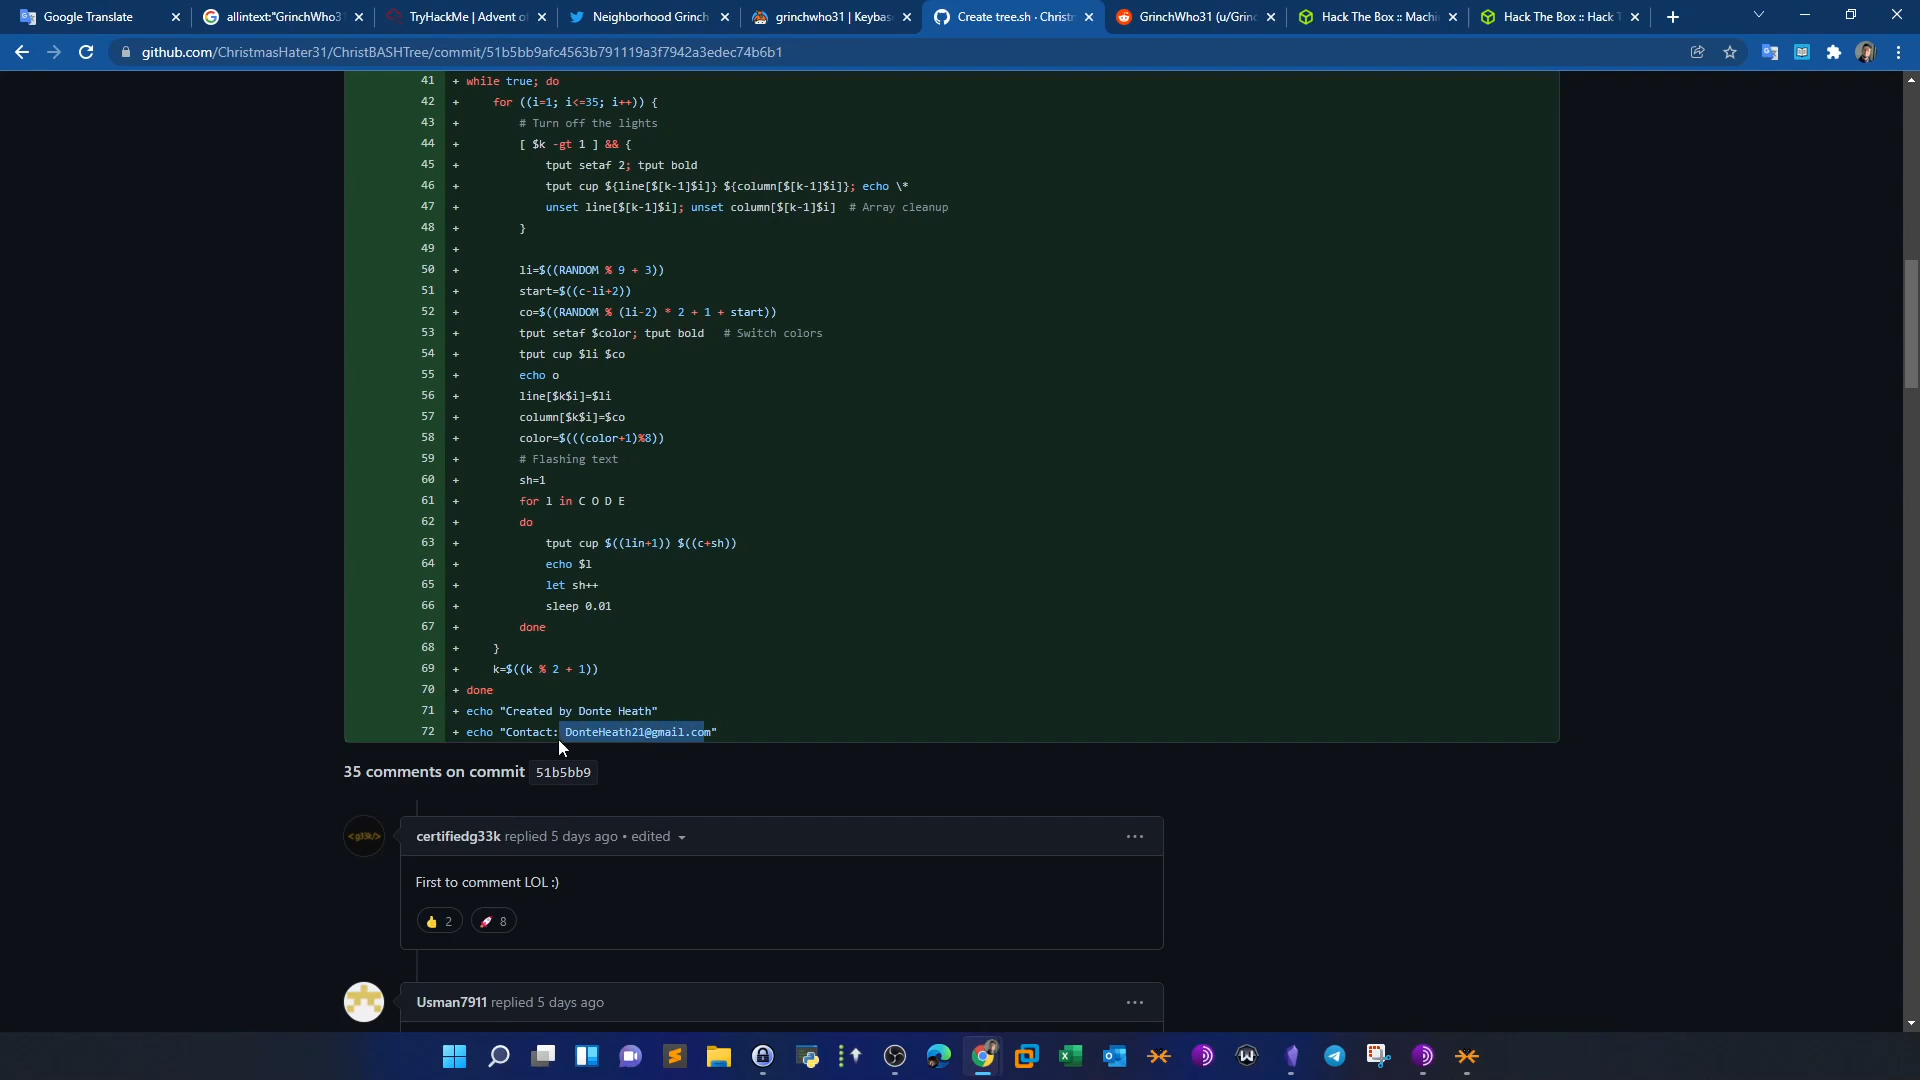 Google Translate
allintext:"GrinchWho31
TryHackMe | Advent of
Neighborhood Grinch
grinchwho31 | Keybase
Create tree.sh · Christ
GrinchWho31 (u/Grinc
Hack The Box :: Machi
Hack The Box :: Hack T
github.com/ChristmasHater31/ChristBASHTree/commit/51b5bb9afc4563b791119a3f7942a3edec74b6b1
41 + while true; do
42 + for ((i=1; i<=35; i++)) {
43 + # Turn off the lights
44 + [ $k -gt 1 ] && {
45 + tput setaf 2; tput bold
46 + tput cup ${line[$[k-1]$i]} ${column[$[k-1]$i]}; echo \*
47 + unset line[$[k-1]$i]; unset column[$[k-1]$i] # Array cleanup
48 + }
49 +
50 + li=$((RANDOM % 9 + 3))
51 + start=$((c-li+2))
52 + co=$((RANDOM % (li-2) * 2 + 1 + start))
53 + tput setaf $color; tput bold # Switch colors
54 + tput cup $li $co
55 + echo o
56 + line[$k$i]=$li
57 + column[$k$i]=$co
58 + color=$(((color+1)%8))
59 + # Flashing text
60 + sh=1
61 + for l in C O D E
62 + do
63 + tput cup $((lin+1)) $((c+sh))
64 + echo $l
65 + let sh++
66 + sleep 0.01
67 + done
68 + }
69 + k=$((k % 2 + 1))
70 + done
71 + echo "Created by Donte Heath"
72 + echo "Contact: DonteHeath21@gmail.com"
35 comments on commit 51b5bb9
<g33k/>
certifiedg33k replied 5 days ago • edited
First to comment LOL :)
👍 2 🚀 8
Usman7911 replied 5 days ago